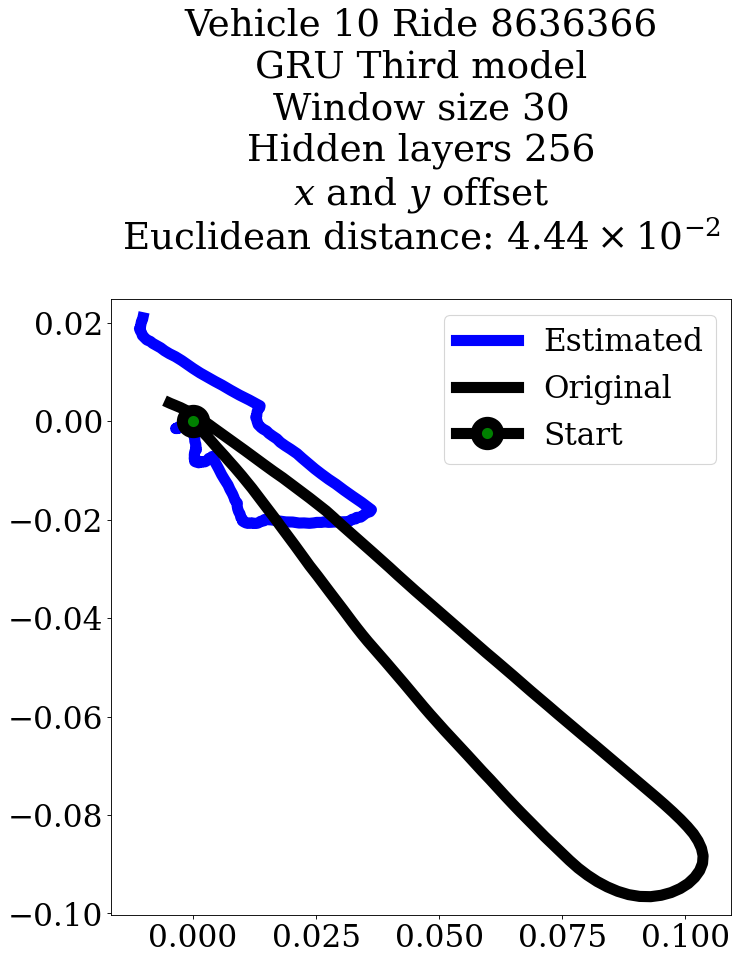 Vehicle 10 Ride 8636366
GRU Third model
Window size 30
Hidden layers 256
x and y offset
Euclidean distance: 4.44 × 10⁻²
Estimated
Original
Start
0.02
0.00
−0.02
−0.04
−0.06
−0.08
−0.10
0.000 0.025 0.050 0.075 0.100